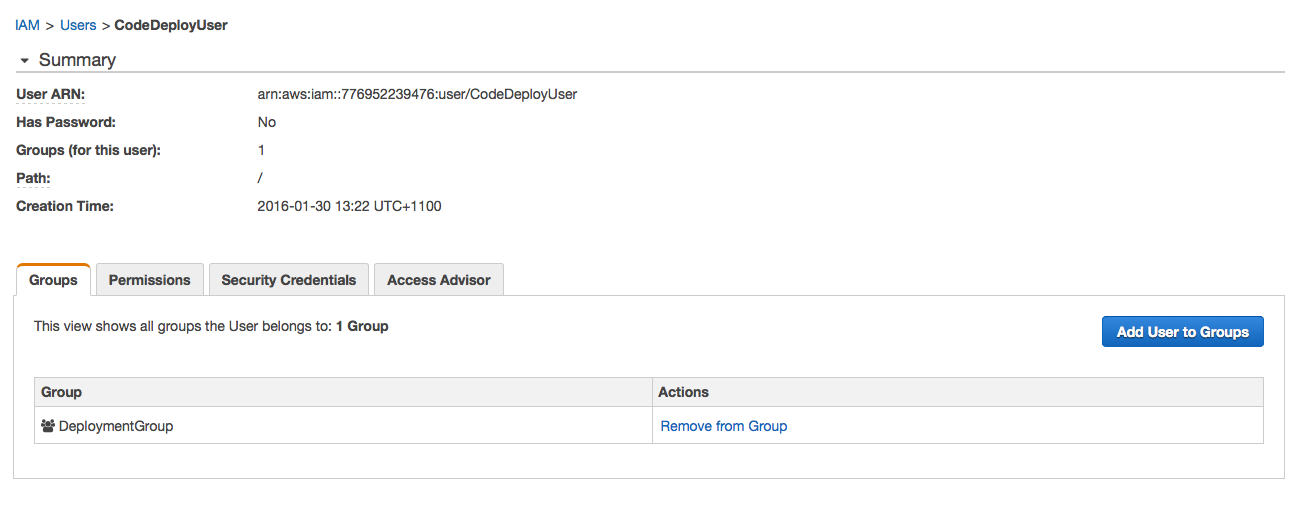 IAM > Users > CodeDeployUser
Summary
User ARN: arn:aws:iam::776952239476:user/CodeDeployUser
Has Password: No
Groups (for this user): 1
Path: /
Creation Time: 2016-01-30 13:22 UTC+1100
Groups Permissions Security Credentials Access Advisor
This view shows all groups the User belongs to: 1 Group Add User to Groups
Group Actions
DeploymentGroup Remove from Group